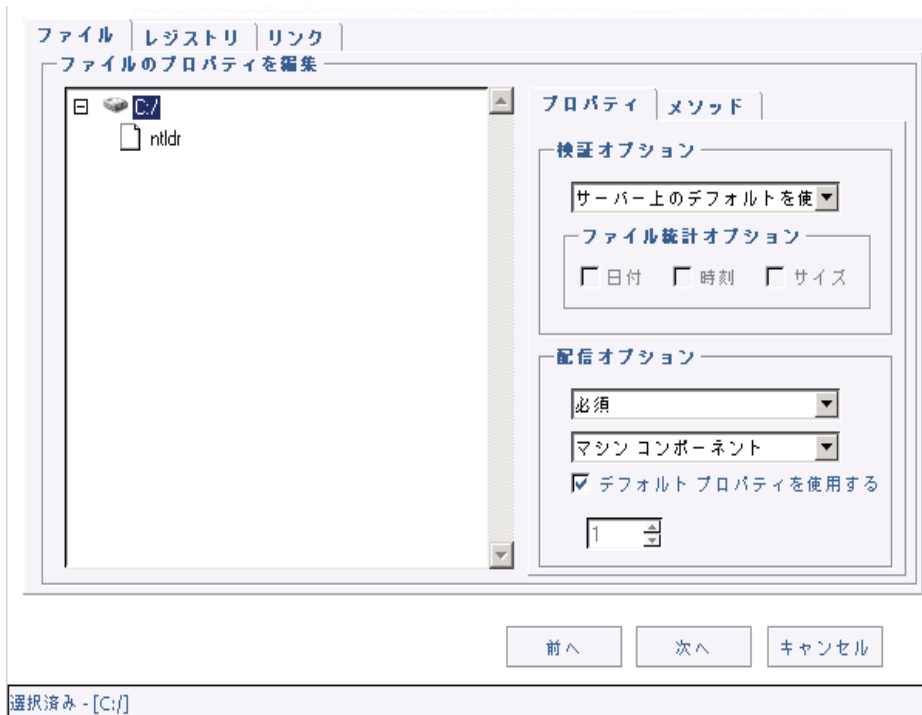 ファイル レジストリ リンク
ファイルのプロパティを編集
C:/
ntldr
プロパティ メソッド
検証オプション
サーバー上のデフォルトを使
ファイル統計オプション
日付 時刻 サイズ
配信オプション
必須
マシン コンポーネント
デフォルト プロパティを使用する
1
前へ 次へ キャンセル
選択済み - [C:/]